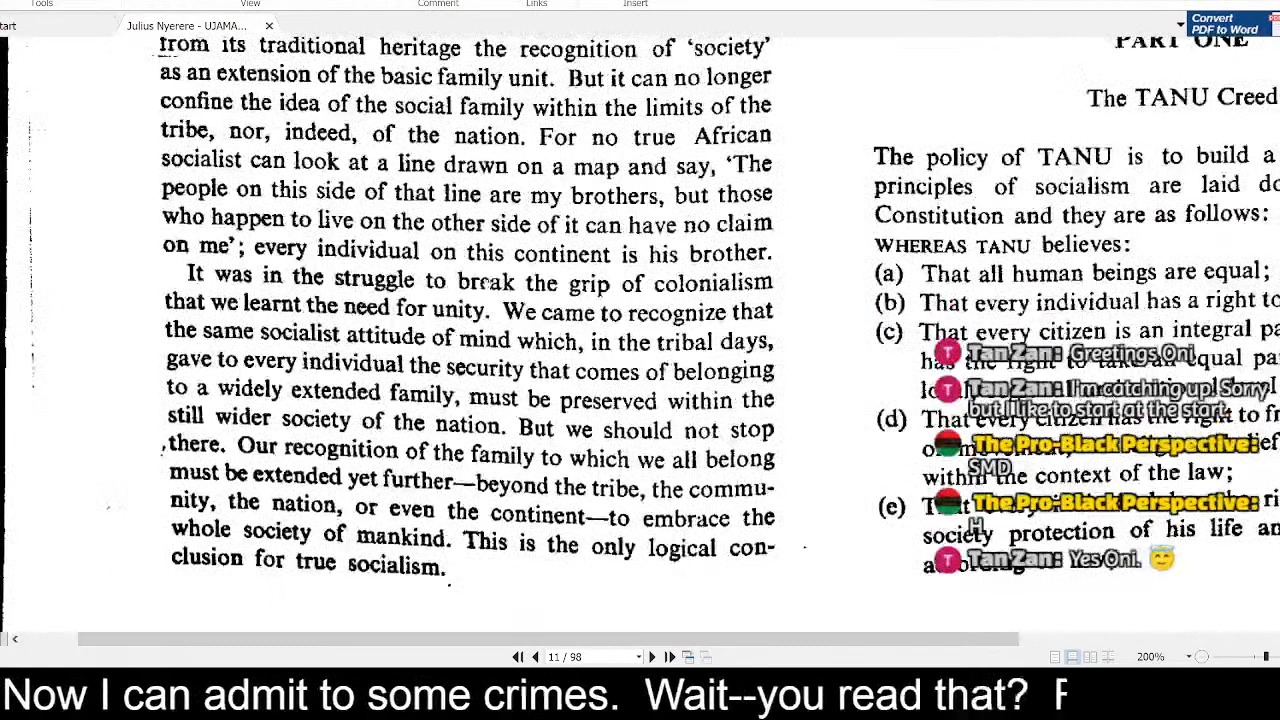 Tools
View
Comment
Links
Insert
tart
Julius Nyerere - UJAMA...
Convert
PDF to Word
from its traditional heritage the recognition of ‘society’
as an extension of the basic family unit. But it can no longer
confine the idea of the social family within the limits of the
tribe, nor, indeed, of the nation. For no true African
socialist can look at a line drawn on a map and say, ‘The
people on this side of that line are my brothers, but those
who happen to live on the other side of it can have no claim
on me’; every individual on this continent is his brother.
It was in the struggle to break the grip of colonialism
that we learnt the need for unity. We came to recognize that
the same socialist attitude of mind which, in the tribal days,
gave to every individual the security that comes of belonging
to a widely extended family, must be preserved within the
still wider society of the nation. But we should not stop
there. Our recognition of the family to which we all belong
must be extended yet further—beyond the tribe, the commu-
nity, the nation, or even the continent—to embrace the
whole society of mankind. This is the only logical con-
clusion for true socialism.
PART ONE
The TANU Creed
The policy of TANU is to build a
principles of socialism are laid do
Constitution and they are as follows:
WHEREAS TANU believes:
(a) That all human beings are equal;
(b) That every individual has a right to
(c) That every citizen is an integral pa
has the right to take an equal pa
(d) That every citizen has the right to fr
within the context of the law;
(e)
society protection of his life an
Tan Zan: Greetings Oni
Tan Zan: I'm catching up! Sorry
but I like to start at the start.
The Pro-Black Perspective:
SMD
The Pro-Black Perspective:
H
Tan Zan: Yes Oni. 😇
11 / 98
200%
Now I can admit to some crimes. Wait--you read that? F